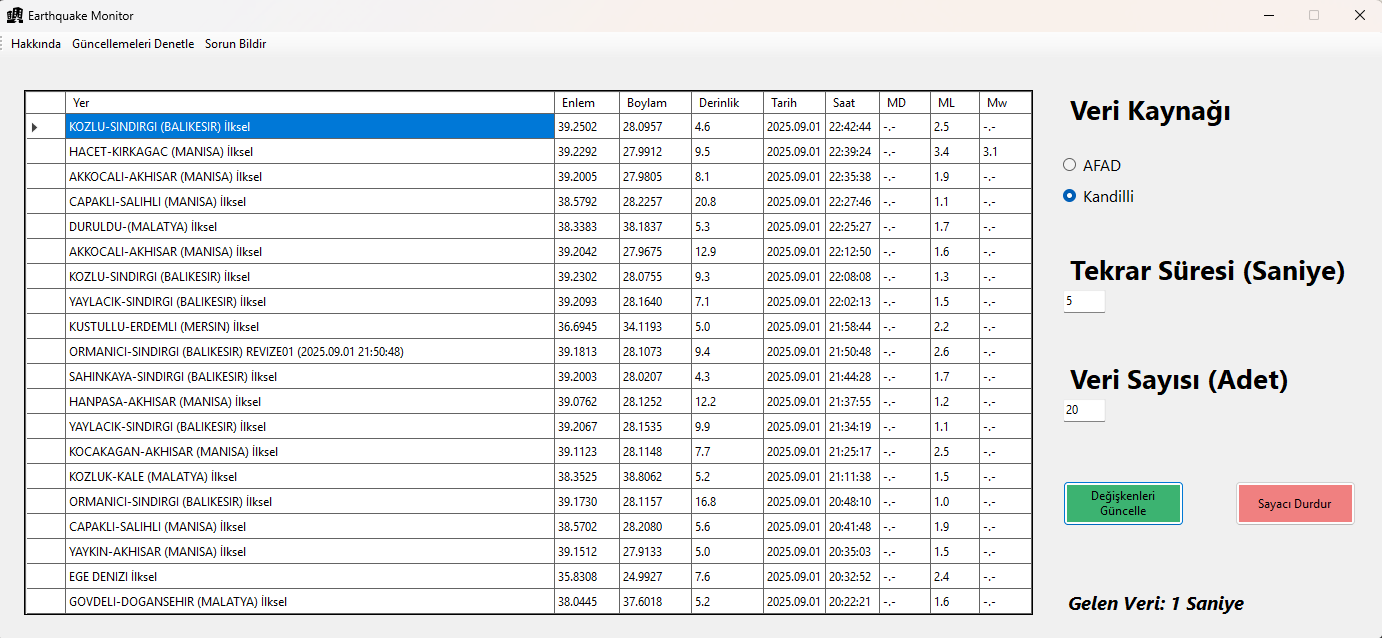 Earthquake Monitor
Hakkında Güncellemeleri Denetle Sorun Bildir
Yer Enlem Boylam Derinlik Tarih Saat MD ML Mw
KOZLU-SINDIRGI (BALIKESIR) İlksel 39.2502 28.0957 4.6 2025.09.01 22:42:44 -.- 2.5 -.-
HACET-KIRKAGAC (MANISA) İlksel 39.2292 27.9912 9.5 2025.09.01 22:39:24 -.- 3.4 3.1
AKKOCALI-AKHISAR (MANISA) İlksel 39.2005 27.9805 8.1 2025.09.01 22:35:38 -.- 1.9 -.-
CAPAKLI-SALIHLI (MANISA) İlksel 38.5792 28.2257 20.8 2025.09.01 22:27:46 -.- 1.1 -.-
DURULDU-(MALATYA) İlksel 38.3383 38.1837 5.3 2025.09.01 22:25:27 -.- 1.7 -.-
AKKOCALI-AKHISAR (MANISA) İlksel 39.2042 27.9675 12.9 2025.09.01 22:12:50 -.- 1.6 -.-
KOZLU-SINDIRGI (BALIKESIR) İlksel 39.2302 28.0755 9.3 2025.09.01 22:08:08 -.- 1.3 -.-
YAYLACIK-SINDIRGI (BALIKESIR) İlksel 39.2093 28.1640 7.1 2025.09.01 22:02:13 -.- 1.5 -.-
KUSTULLU-ERDEMLI (MERSIN) İlksel 36.6945 34.1193 5.0 2025.09.01 21:58:44 -.- 2.2 -.-
ORMANICI-SINDIRGI (BALIKESIR) REVIZE01 (2025.09.01 21:50:48) 39.1813 28.1073 9.4 2025.09.01 21:50:48 -.- 2.6 -.-
SAHINKAYA-SINDIRGI (BALIKESIR) İlksel 39.2003 28.0207 4.3 2025.09.01 21:44:28 -.- 1.7 -.-
HANPASA-AKHISAR (MANISA) İlksel 39.0762 28.1252 12.2 2025.09.01 21:37:55 -.- 1.2 -.-
YAYLACIK-SINDIRGI (BALIKESIR) İlksel 39.2067 28.1535 9.9 2025.09.01 21:34:19 -.- 1.1 -.-
KOCAKAGAN-AKHISAR (MANISA) İlksel 39.1123 28.1148 7.7 2025.09.01 21:25:17 -.- 2.5 -.-
KOZLUK-KALE (MALATYA) İlksel 38.3525 38.8062 5.2 2025.09.01 21:11:38 -.- 1.5 -.-
ORMANICI-SINDIRGI (BALIKESIR) İlksel 39.1730 28.1157 16.8 2025.09.01 20:48:10 -.- 1.0 -.-
CAPAKLI-SALIHLI (MANISA) İlksel 38.5702 28.2080 5.6 2025.09.01 20:41:48 -.- 1.9 -.-
YAYKIN-AKHISAR (MANISA) İlksel 39.1512 27.9133 5.0 2025.09.01 20:35:03 -.- 1.5 -.-
EGE DENIZI İlksel 35.8308 24.9927 7.6 2025.09.01 20:32:52 -.- 2.4 -.-
GOVDELI-DOGANSEHIR (MALATYA) İlksel 38.0445 37.6018 5.2 2025.09.01 20:22:21 -.- 1.6 -.-
Veri Kaynağı
AFAD
Kandilli
Tekrar Süresi (Saniye)
5
Veri Sayısı (Adet)
20
Değişkenleri
Güncelle
Sayacı Durdur
Gelen Veri: 1 Saniye